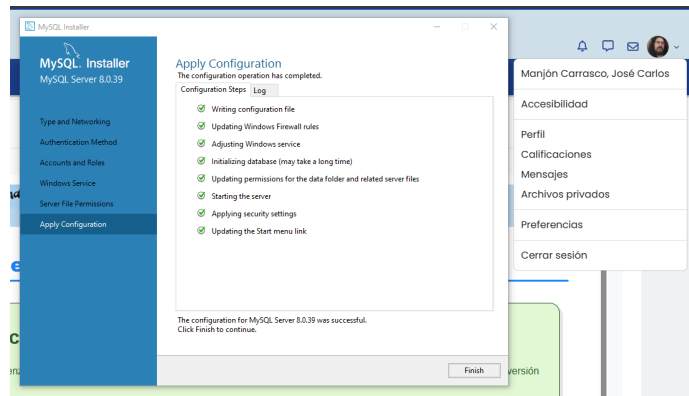 MySQL Installer
MySQL. Installer
MySQL Server 8.0.39
Type and Networking
Authentication Method
Accounts and Roles
Windows Service
Server File Permissions
Apply Configuration
Apply Configuration
The configuration operation has completed.
Configuration Steps Log
Writing configuration file
Updating Windows Firewall rules
Adjusting Windows service
Initializing database (may take a long time)
Updating permissions for the data folder and related server files
Starting the server
Applying security settings
Updating the Start menu link
The configuration for MySQL Server 8.0.39 was successful.
Click Finish to continue.
Finish
Manjón Carrasco, José Carlos
Accesibilidad
Perfil
Calificaciones
Mensajes
Archivos privados
Preferencias
Cerrar sesión
versión